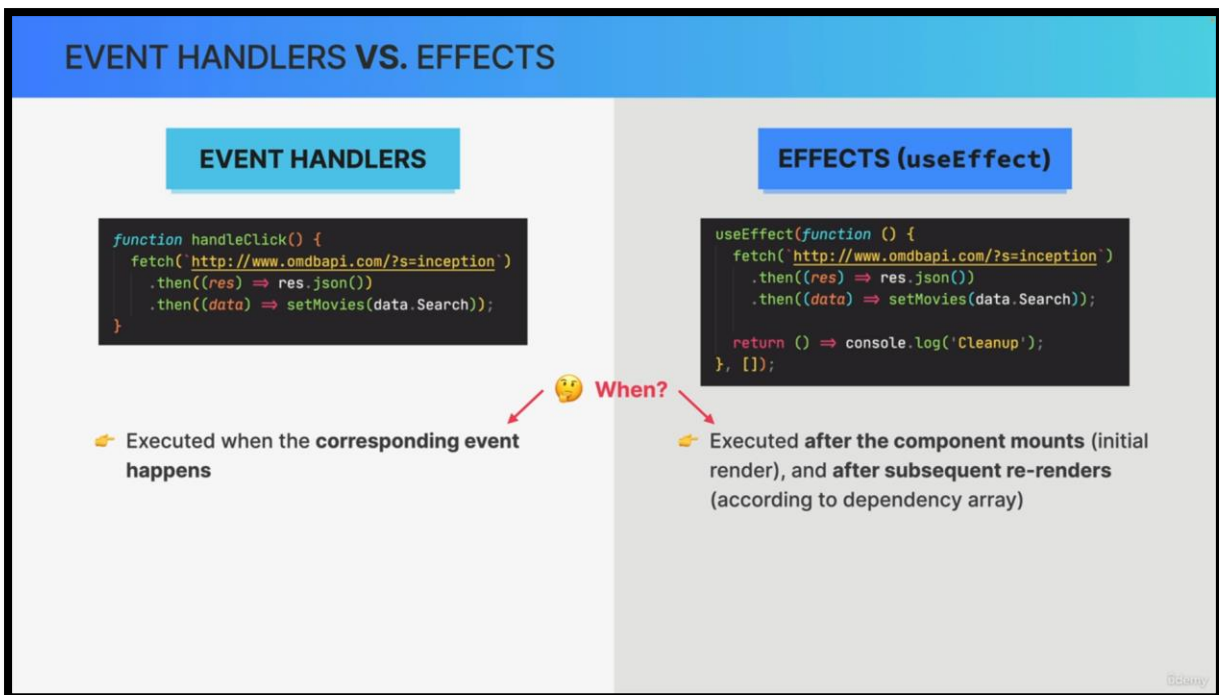 EVENT HANDLERS VS. EFFECTS
EVENT HANDLERS
function handleClick() {
fetch(`http://www.omdbapi.com/?s=inception`)
.then((res) ⇒ res.json())
.then((data) ⇒ setMovies(data.Search));
}
EFFECTS (useEffect)
useEffect(function () {
fetch(`http://www.omdbapi.com/?s=inception`)
.then((res) ⇒ res.json())
.then((data) ⇒ setMovies(data.Search));
return () ⇒ console.log('Cleanup');
}, []);
🤔 When?
👉 Executed when the corresponding event
happens
👉 Executed after the component mounts (initial
render), and after subsequent re-renders
(according to dependency array)
ûdemy